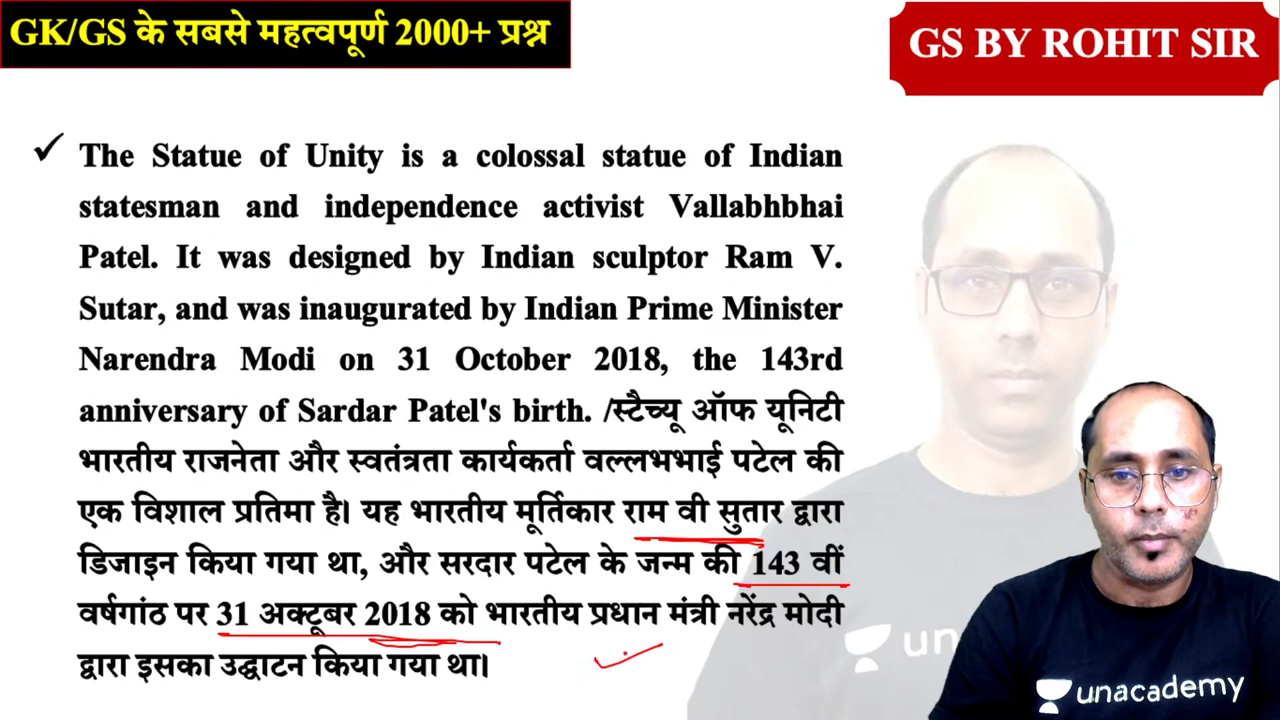 GK/GS के सबसे महत्वपूर्ण 2000+ प्रश्न
GS BY ROHIT SIR
The Statue of Unity is a colossal statue of Indian
statesman and independence activist Vallabhbhai
Patel. It was designed by Indian sculptor Ram V.
Sutar, and was inaugurated by Indian Prime Minister
Narendra Modi on 31 October 2018, the 143rd
anniversary of Sardar Patel's birth. /स्टैच्यू ऑफ यूनिटी
भारतीय राजनेता और स्वतंत्रता कार्यकर्ता वल्लभभाई पटेल की
एक विशाल प्रतिमा है। यह भारतीय मूर्तिकार राम वी सुतार द्वारा
डिजाइन किया गया था, और सरदार पटेल के जन्म की 143 वीं
वर्षगांठ पर 31 अक्टूबर 2018 को भारतीय प्रधान मंत्री नरेंद्र मोदी
द्वारा इसका उद्घाटन किया गया था।
un
unacademy